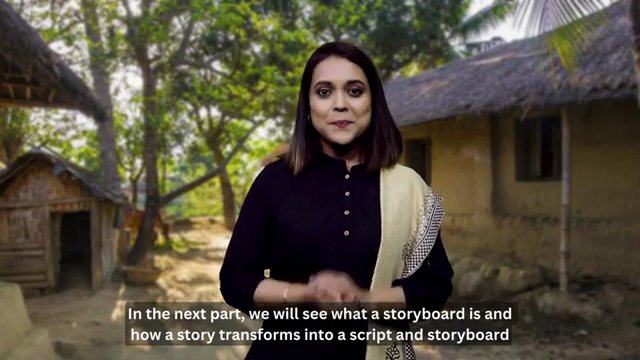 In the next part, we will see what a storyboard is and
how a story transforms into a script and storyboard